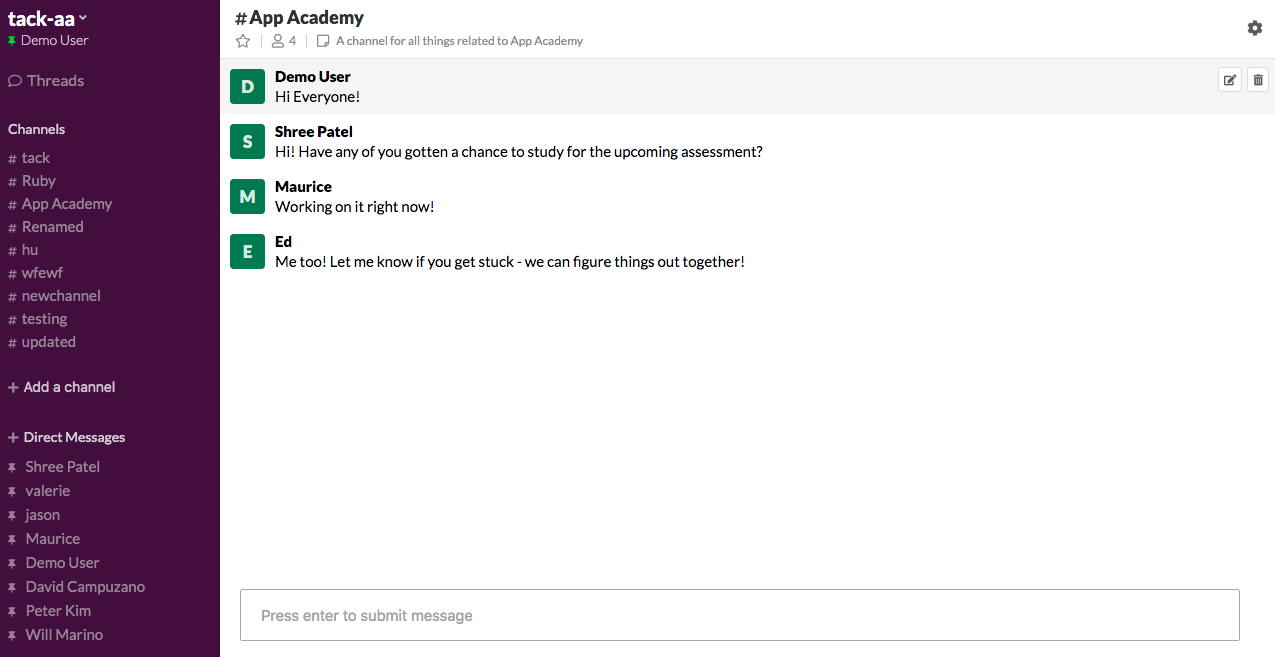 tack-aa
Demo User
Threads
Channels
# tack
# Ruby
# App Academy
# Renamed
# hu
# wfewf
# newchannel
# testing
# updated
+ Add a channel
+ Direct Messages
Shree Patel
valerie
jason
Maurice
Demo User
David Campuzano
Peter Kim
Will Marino
#App Academy
4 A channel for all things related to App Academy
D
Demo User
Hi Everyone!
S
Shree Patel
Hi! Have any of you gotten a chance to study for the upcoming assessment?
M
Maurice
Working on it right now!
E
Ed
Me too! Let me know if you get stuck - we can figure things out together!
Press enter to submit message